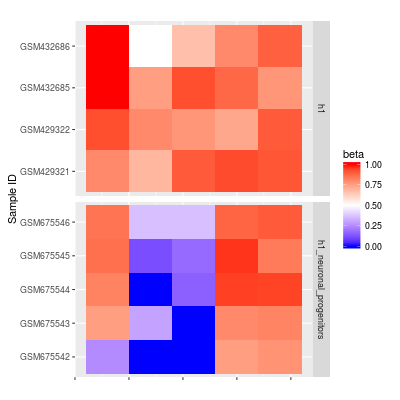 GSM432686
GSM432685
GSM429322
GSM429321
h1
GSM675546
GSM675545
GSM675544
GSM675543
GSM675542
h1_neuronal_progenitors
Sample ID
beta
1.00
0.75
0.50
0.25
0.00